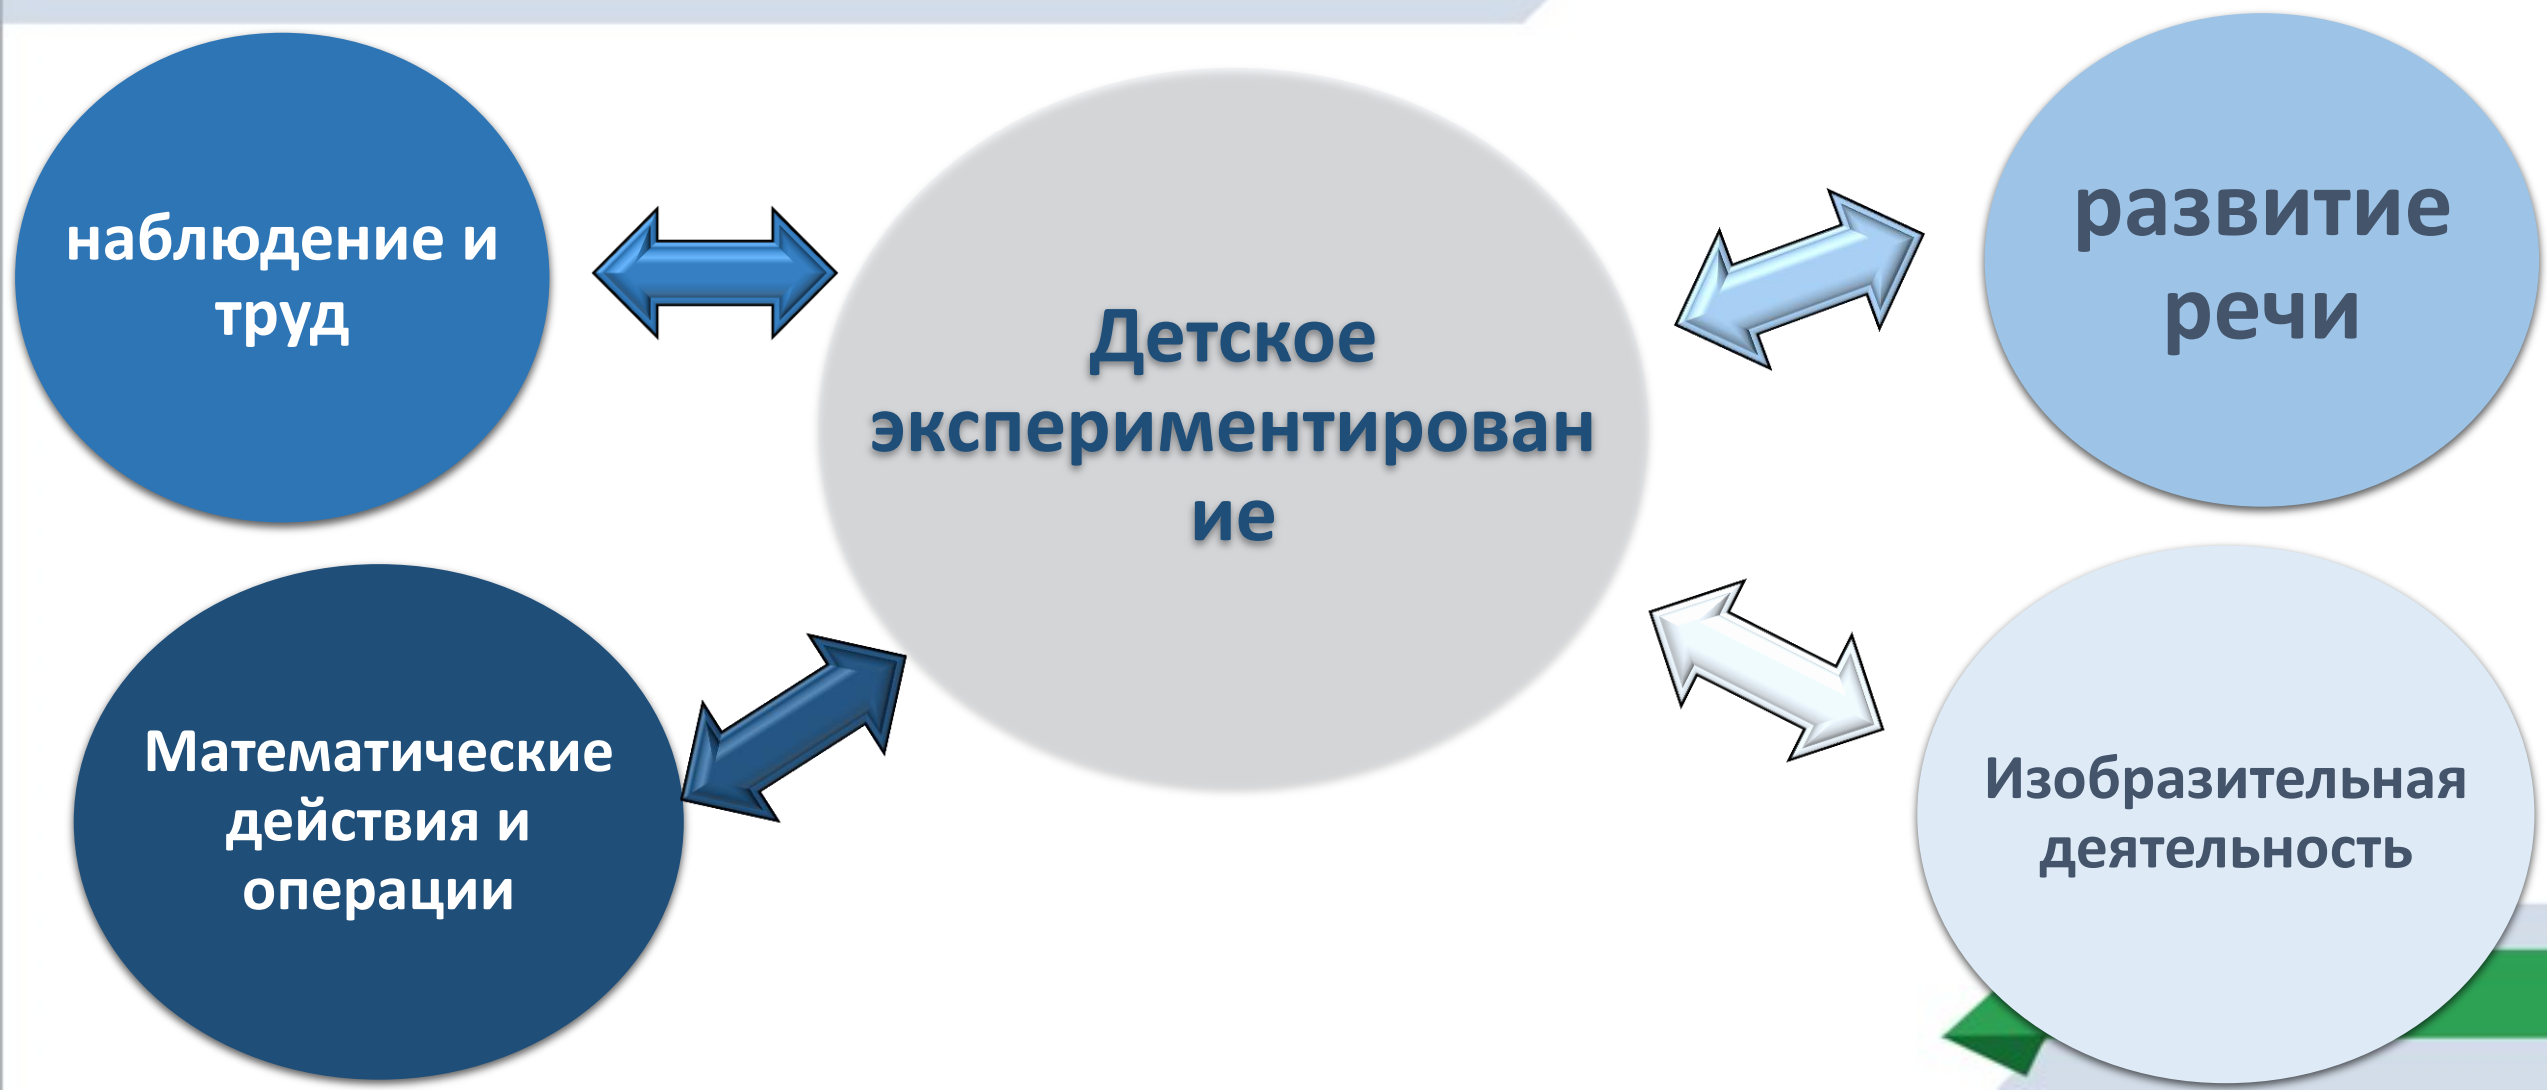 наблюдение и
труд
Детское
экспериментирован
ие
развитие
речи
Математические
действия и
операции
Изобразительная
деятельность